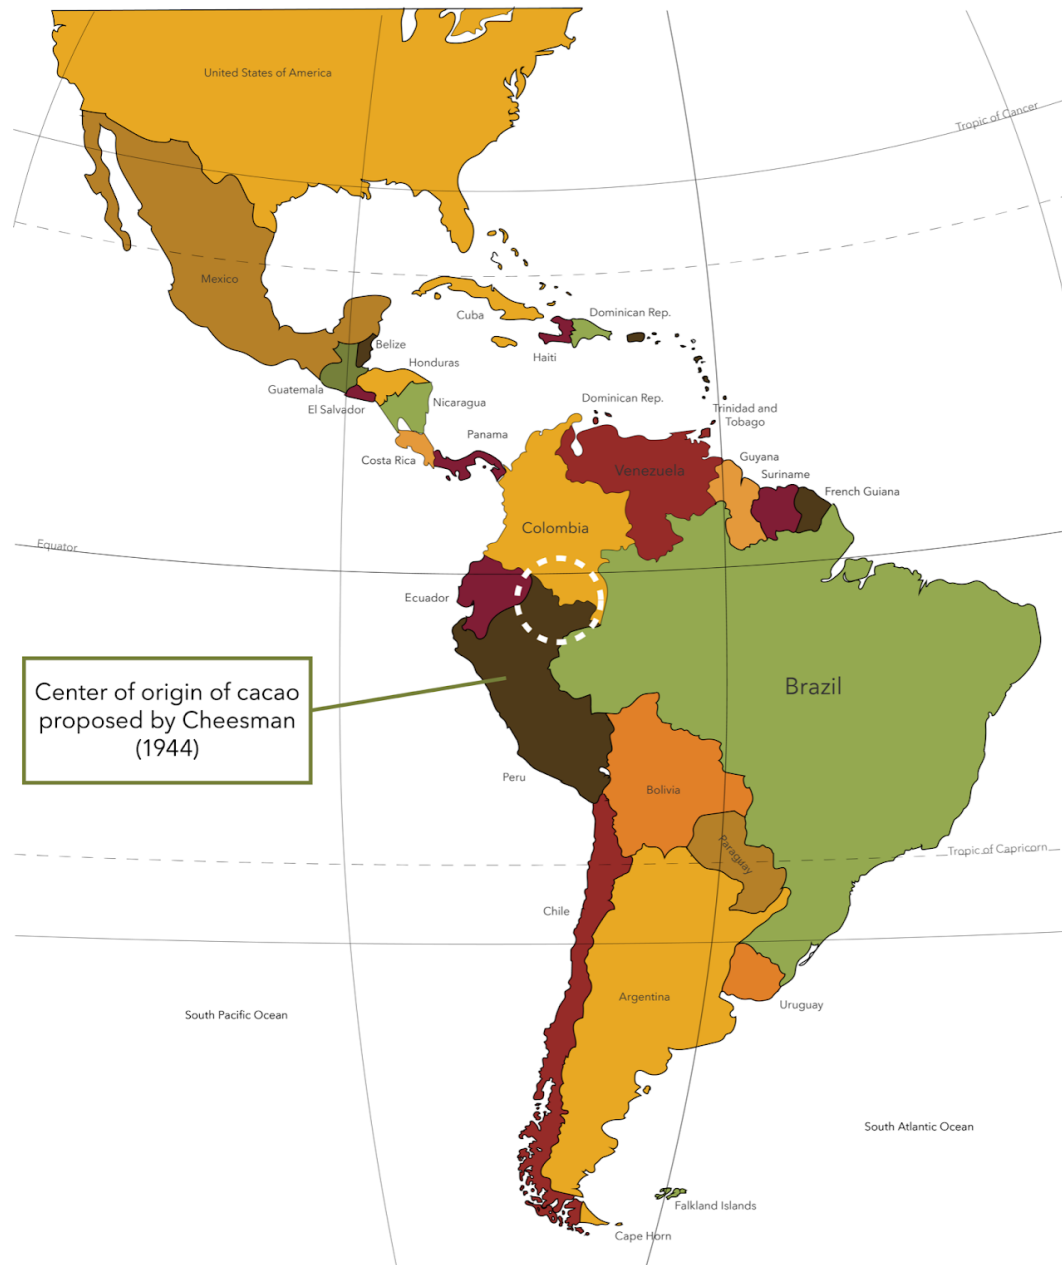 United States of America
Tropic of Cancer
Mexico
Cuba
Dominican Rep.
Belize
Haiti
Honduras
Guatemala
El Salvador
Nicaragua
Dominican Rep.
Trinidad and
Tobago
Panama
Costa Rica
Guyana
Venezuela
Suriname
French Guiana
Colombia
Equator
Ecuador
Center of origin of cacao
proposed by Cheesman
(1944)
Brazil
Peru
Bolivia
Paraguay
Tropic of Capricorn
Chile
Argentina
Uruguay
South Pacific Ocean
South Atlantic Ocean
Falkland Islands
Cape Horn